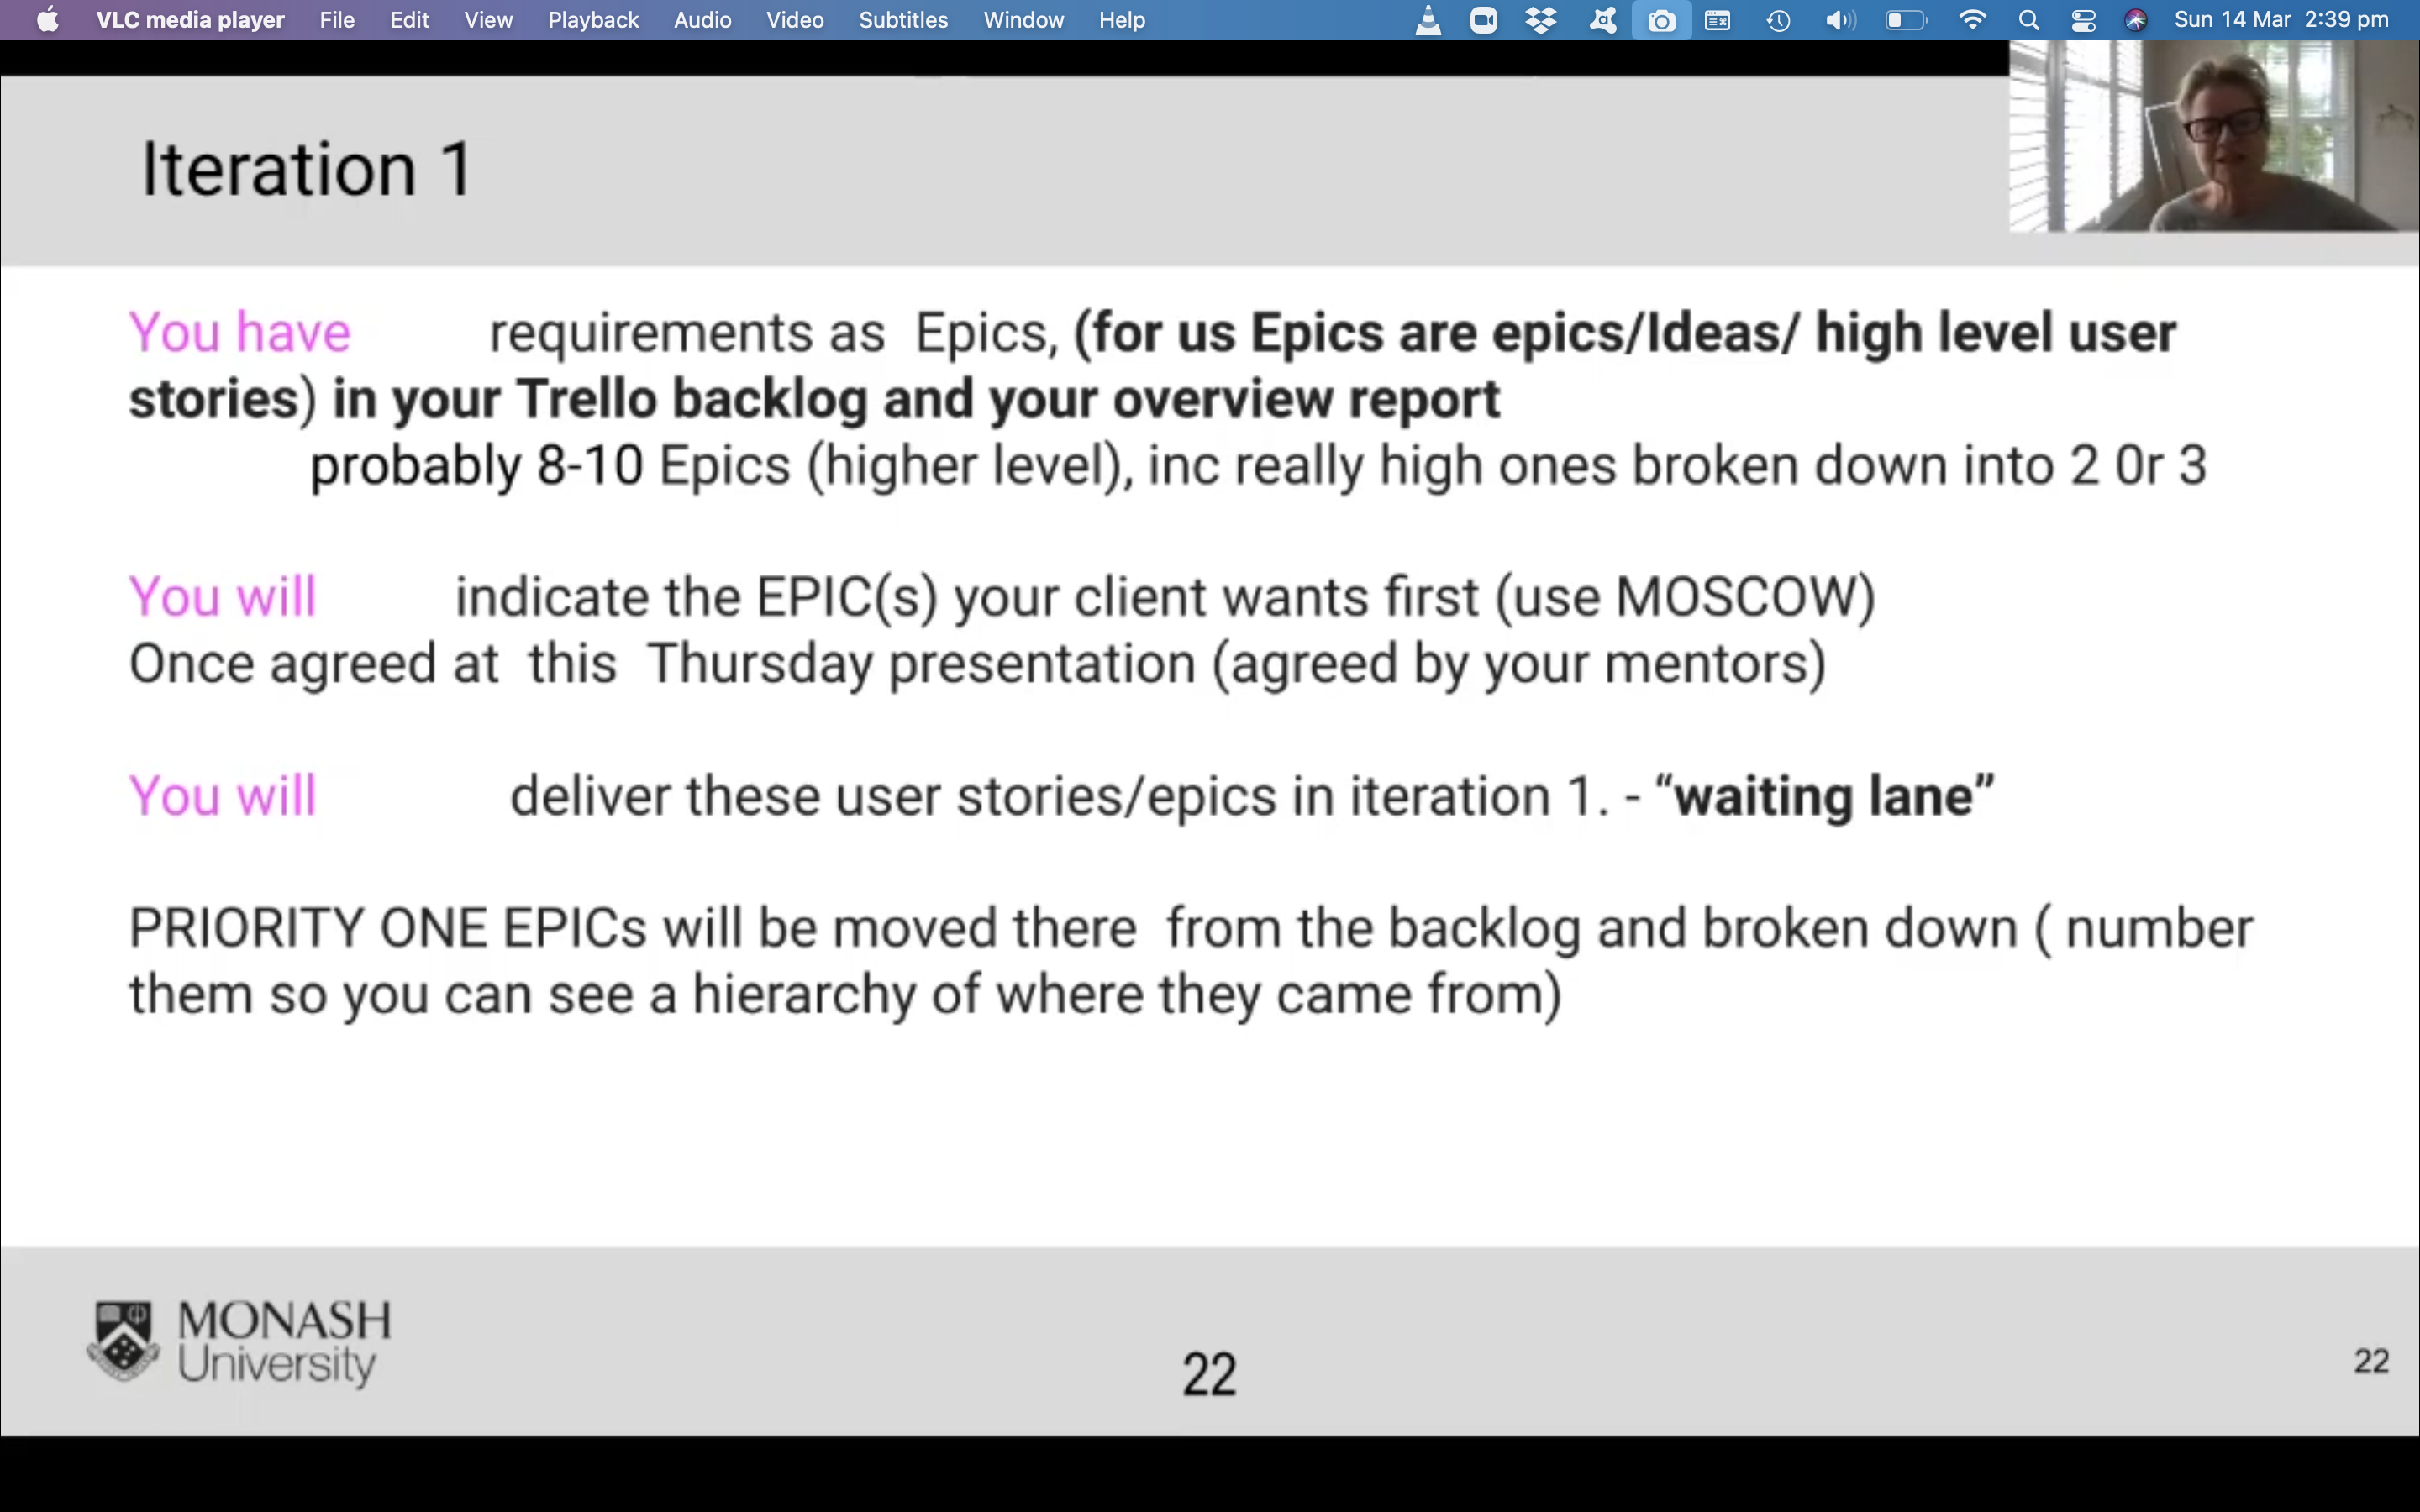 VLC media player File Edit View Playback Audio Video Subtitles Window Help Sun 14 Mar 2:39 pm
Iteration 1
You have requirements as Epics, (for us Epics are epics/Ideas/ high level user
stories) in your Trello backlog and your overview report
probably 8-10 Epics (higher level), inc really high ones broken down into 2 0r 3
You will indicate the EPIC(s) your client wants first (use MOSCOW)
Once agreed at this Thursday presentation (agreed by your mentors)
You will deliver these user stories/epics in iteration 1. - “waiting lane”
PRIORITY ONE EPICs will be moved there from the backlog and broken down ( number
them so you can see a hierarchy of where they came from)
MONASH
University
22
22